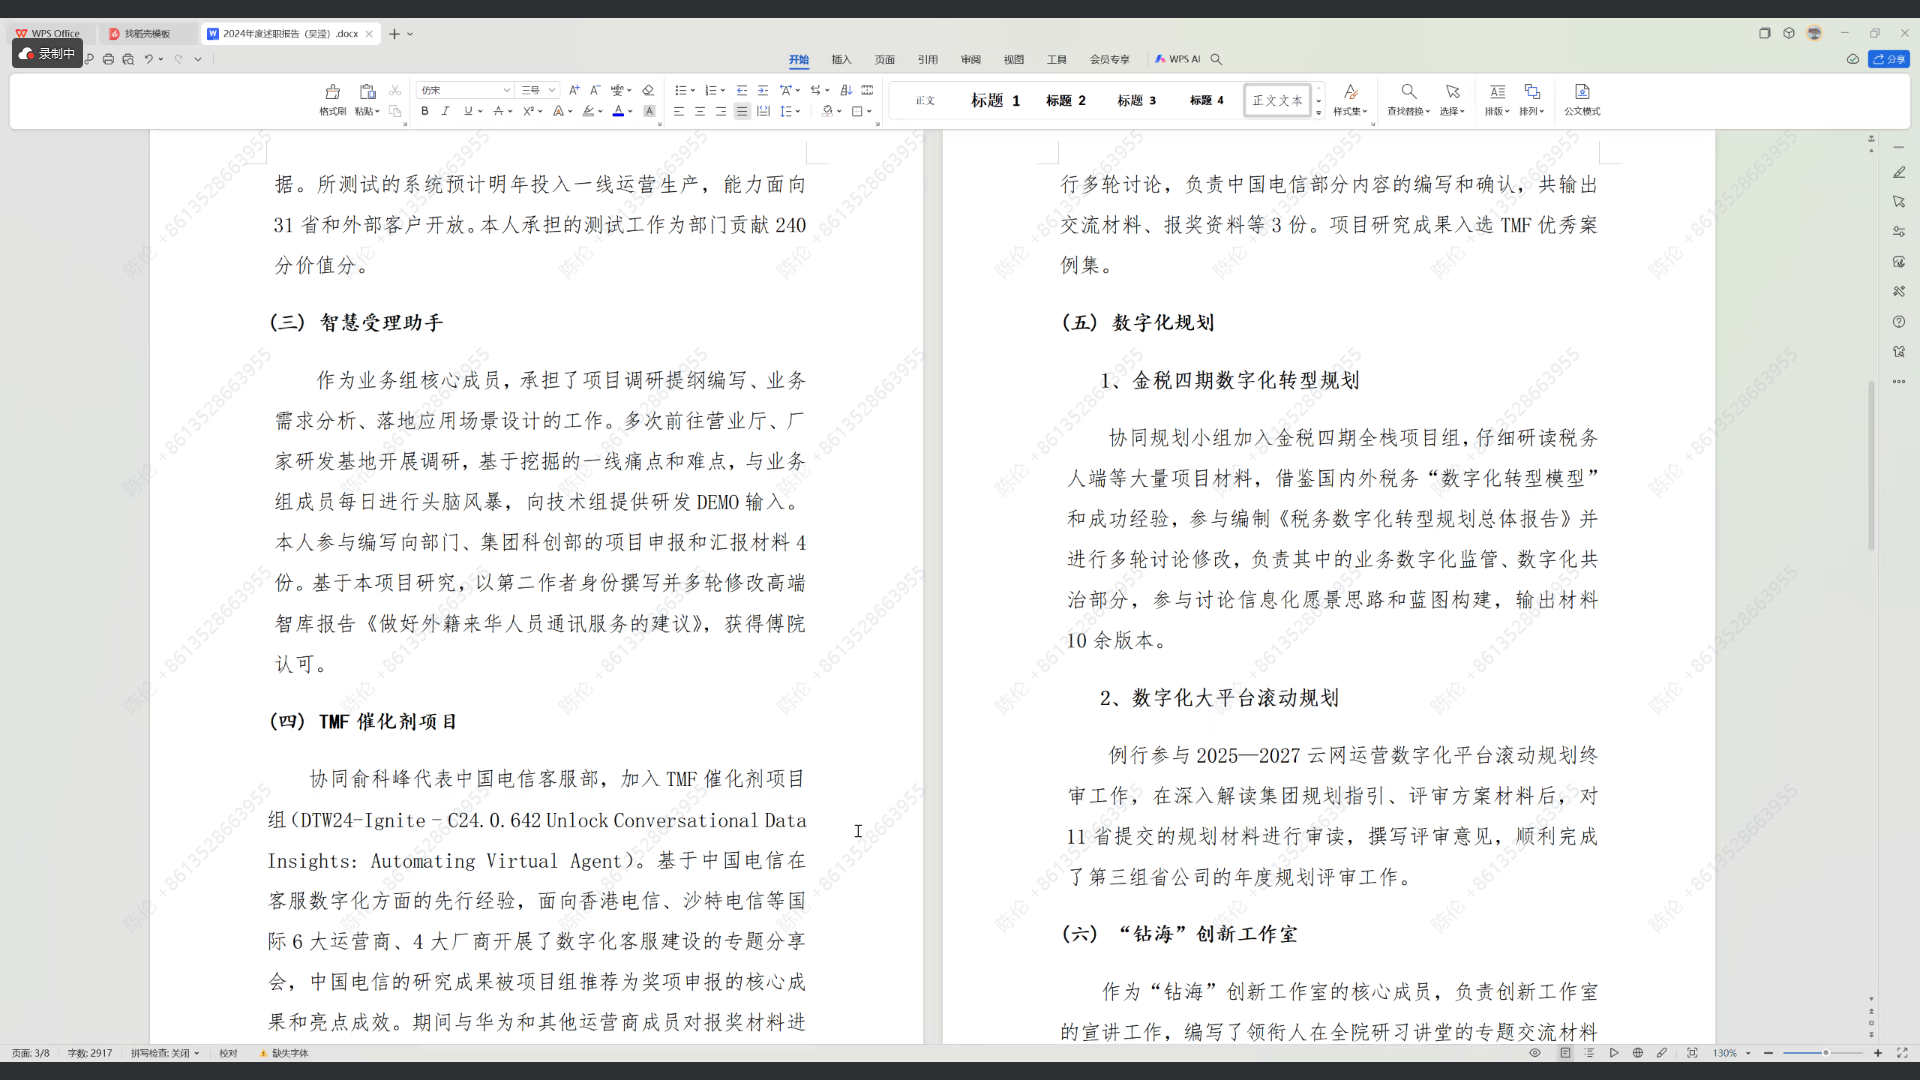 WPS Office
找稻壳模板
2024年度述职报告（吴滢）.docx
录制中
开始
插入
页面
引用
审阅
视图
工具
会员专享
WPS AI
分享
格式刷
粘贴
仿宋
三号
正文
标题 1
标题 2
标题 3
标题 4
正文文本
样式集
查找替换
选择
排版
排列
公文模式
据。所测试的系统预计明年投入一线运营生产，能力面向
31 省和外部客户开放。本人承担的测试工作为部门贡献 240
分价值分。
（三） 智慧受理助手
作为业务组核心成员，承担了项目调研提纲编写、业务
需求分析、落地应用场景设计的工作。多次前往营业厅、厂
家研发基地开展调研，基于挖掘的一线痛点和难点，与业务
组成员每日进行头脑风暴，向技术组提供研发 DEMO 输入。
本人参与编写向部门、集团科创部的项目申报和汇报材料 4
份。基于本项目研究，以第二作者身份撰写并多轮修改高端
智库报告《做好外籍来华人员通讯服务的建议》，获得傅院
认可。
（四） TMF 催化剂项目
协同俞科峰代表中国电信客服部，加入 TMF 催化剂项目
组（DTW24-Ignite – C24.0.642 Unlock Conversational Data
Insights: Automating Virtual Agent）。基于中国电信在
客服数字化方面的先行经验，面向香港电信、沙特电信等国
际 6 大运营商、4 大厂商开展了数字化客服建设的专题分享
会，中国电信的研究成果被项目组推荐为奖项申报的核心成
果和亮点成效。期间与华为和其他运营商成员对报奖材料进
行多轮讨论，负责中国电信部分内容的编写和确认，共输出
交流材料、报奖资料等 3 份。项目研究成果入选 TMF 优秀案
例集。
（五） 数字化规划
1、金税四期数字化转型规划
协同规划小组加入金税四期全栈项目组，仔细研读税务
人端等大量项目材料，借鉴国内外税务“数字化转型模型”
和成功经验，参与编制《税务数字化转型规划总体报告》并
进行多轮讨论修改，负责其中的业务数字化监管、数字化共
治部分，参与讨论信息化愿景思路和蓝图构建，输出材料
10 余版本。
2、数字化大平台滚动规划
例行参与 2025—2027 云网运营数字化平台滚动规划终
审工作，在深入解读集团规划指引、评审方案材料后，对
11 省提交的规划材料进行审读，撰写评审意见，顺利完成
了第三组省公司的年度规划评审工作。
（六） “钻海”创新工作室
作为“钻海”创新工作室的核心成员，负责创新工作室
的宣讲工作，编写了领衔人在全院研习讲堂的专题交流材料
陈伦 +8613528663955
页面: 3/8
字数: 2917
拼写检查: 关闭
校对
缺失字体
130%